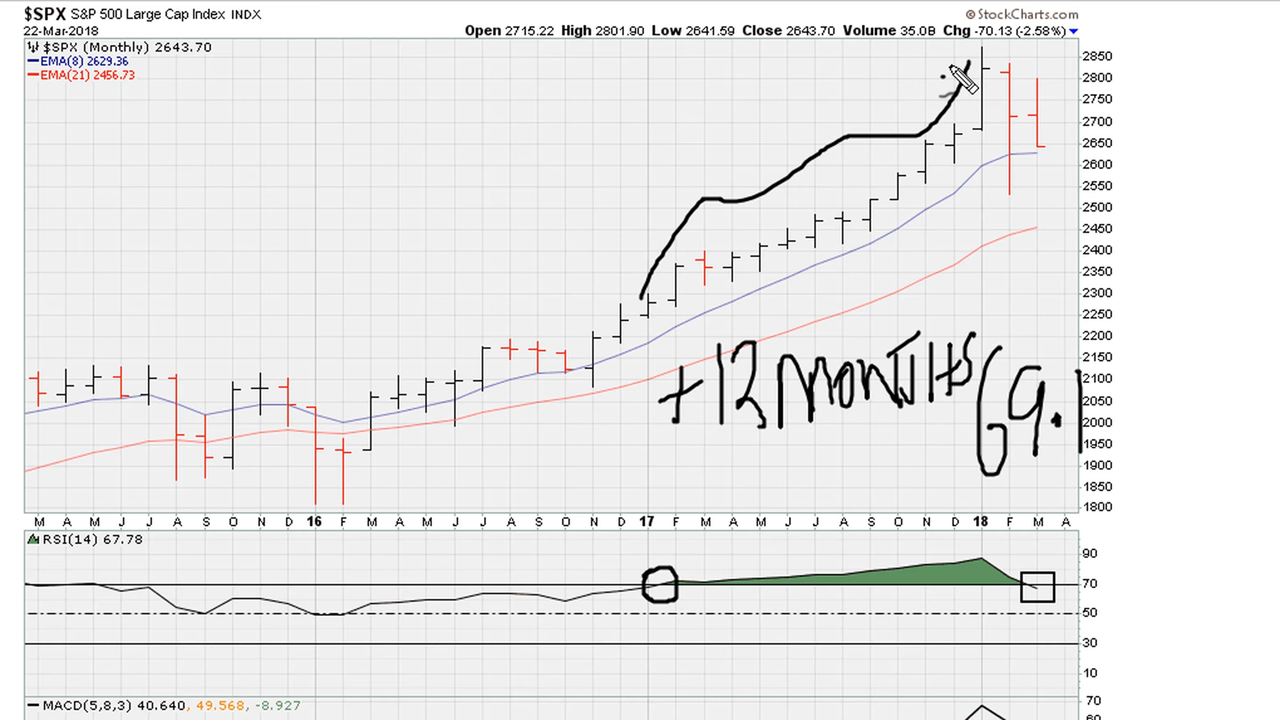 $SPX S&P 500 Large Cap Index INDX
© StockCharts.com
22-Mar-2018
Open 2715.22 High 2801.90 Low 2641.59 Close 2643.70 Volume 35.0B Chg -70.13 (-2.58%)
$SPX (Monthly) 2643.70
EMA(8) 2629.36
EMA(21) 2456.73
2850
2800
2750
2700
2650
2600
2550
2500
2450
2400
2350
2300
2250
2200
2150
2100
2050
2000
1950
1900
1850
1800
+12 MONTHS
M A M J J A S O N D 16 F M A M J J A S O N D 17 F M A M J J A S O N D 18 F M A
RSI(14) 67.78
90
70
50
30
10
MACD(5,8,3) 40.640, 49.568, -8.927
70
60